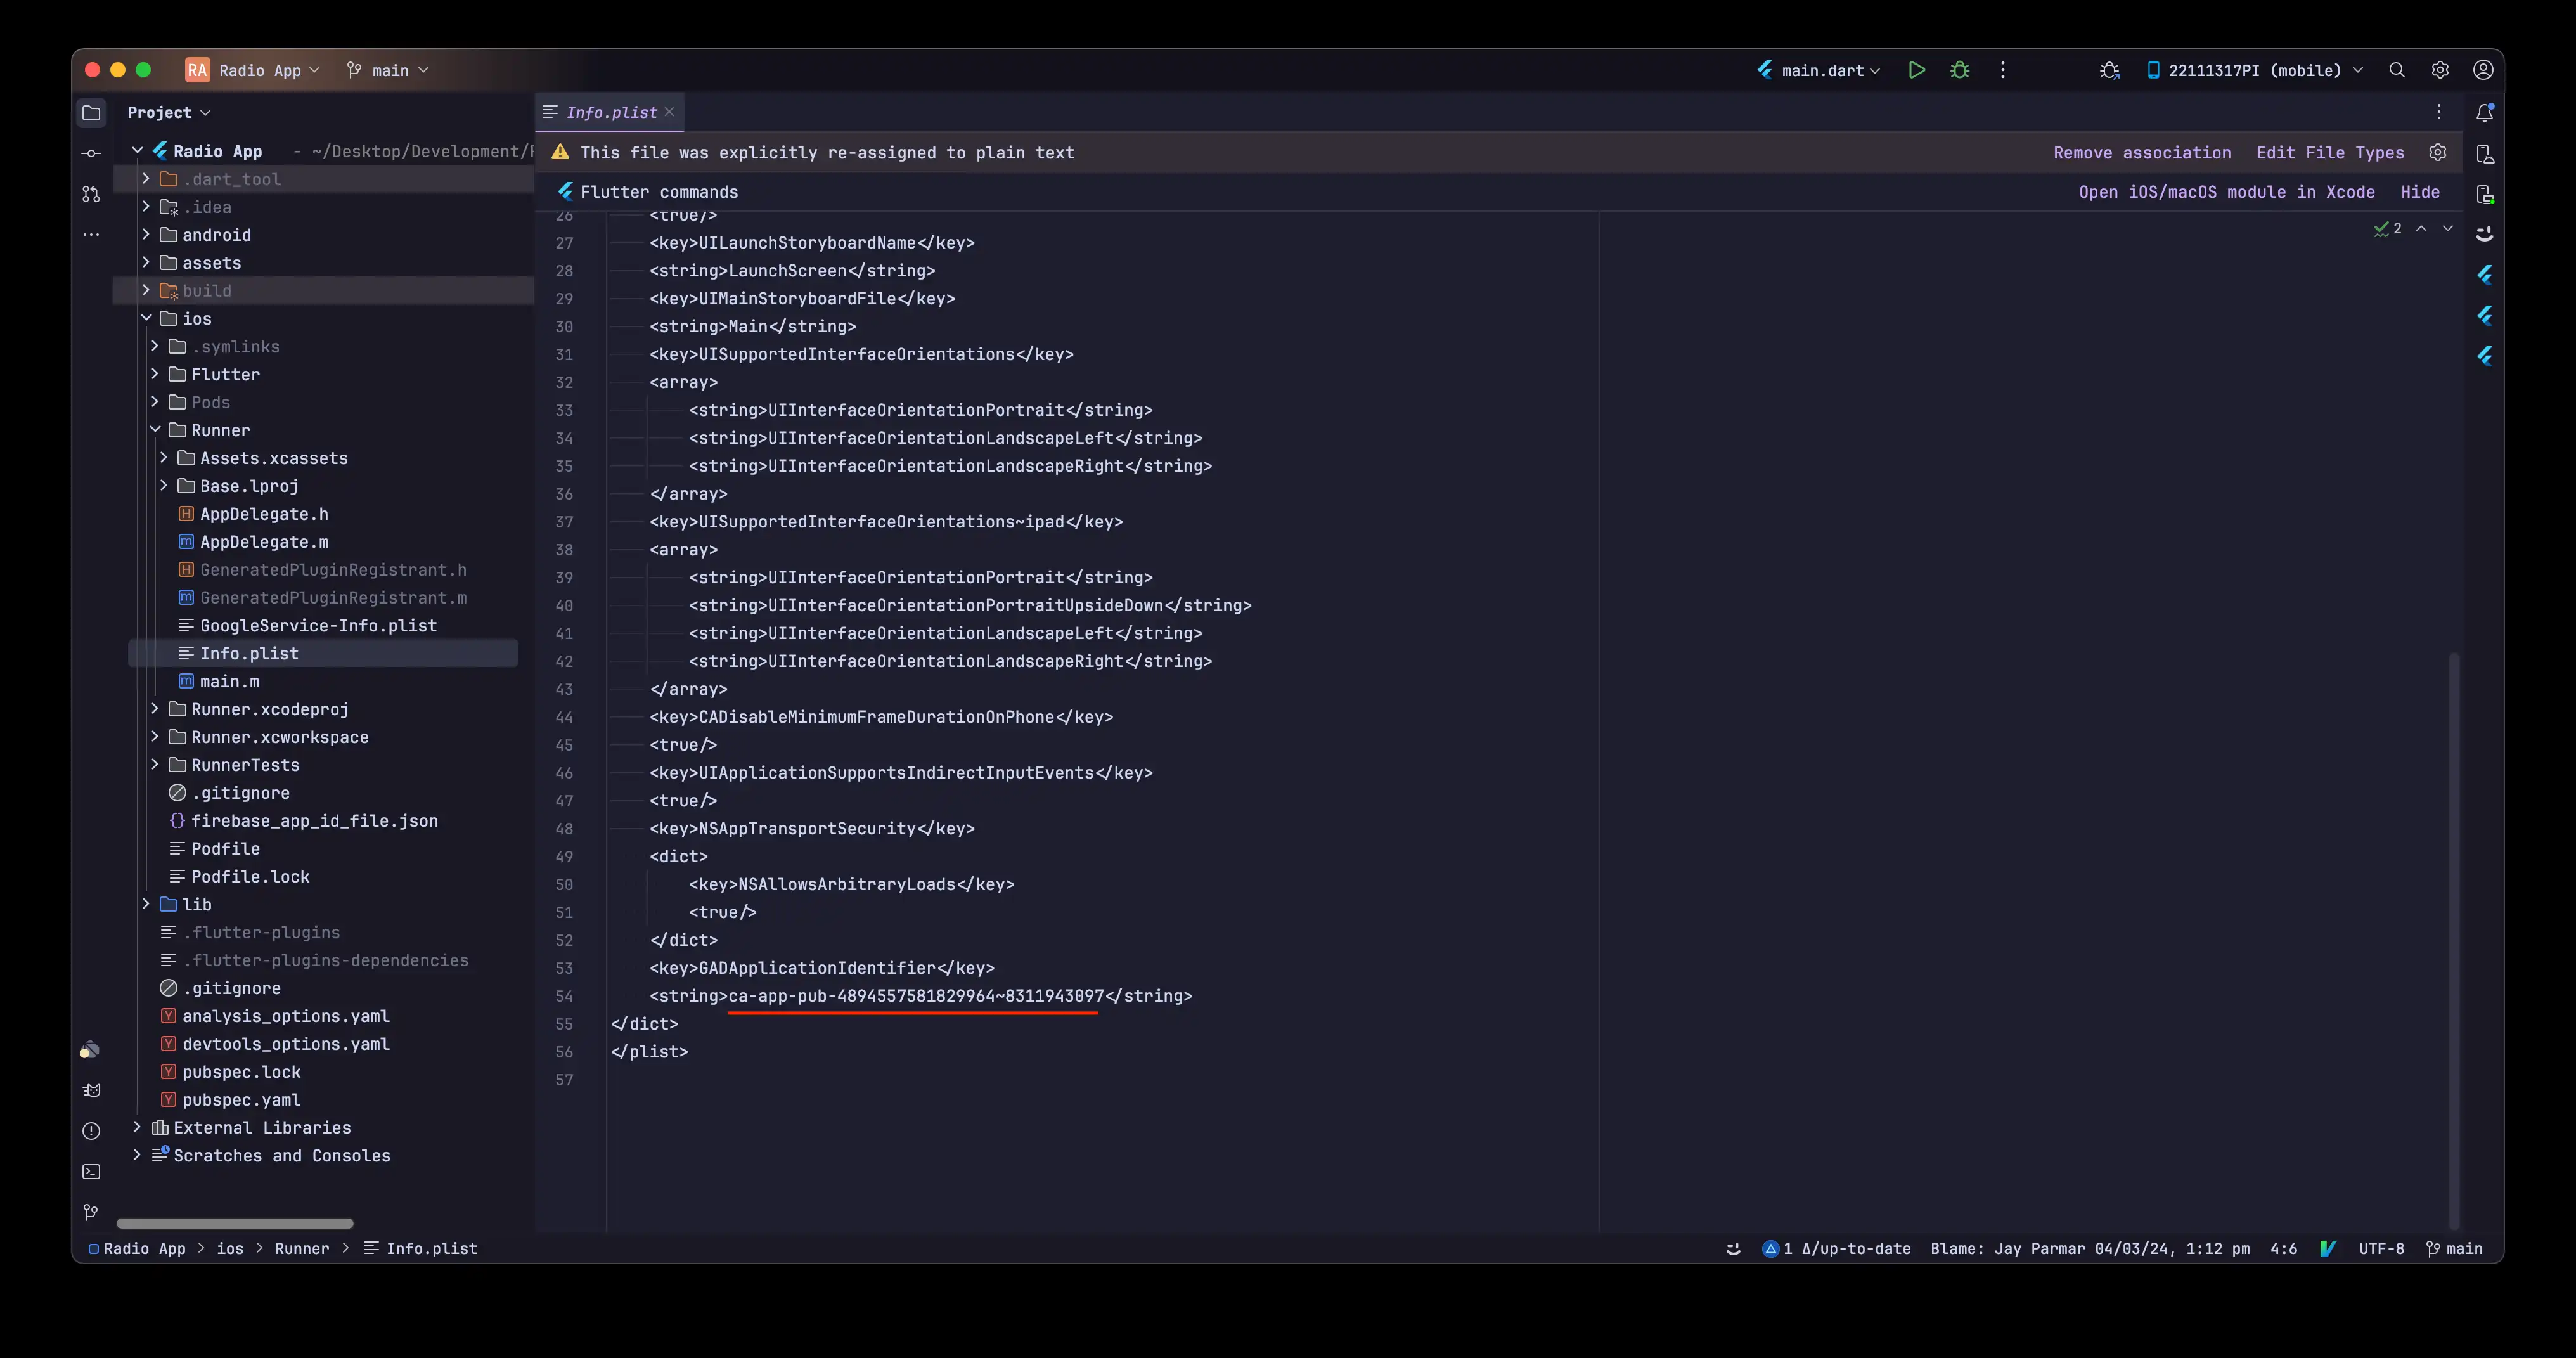 RA Radio App main main.dart 22111317PI (mobile)
Project
Info.plist
Radio App - ~/Desktop/Development/
.dart_tool
.idea
android
assets
build
ios
.symlinks
Flutter
Pods
Runner
Assets.xcassets
Base.lproj
H AppDelegate.h
m AppDelegate.m
H GeneratedPluginRegistrant.h
m GeneratedPluginRegistrant.m
GoogleService-Info.plist
Info.plist
m main.m
Runner.xcodeproj
Runner.xcworkspace
RunnerTests
.gitignore
{} firebase_app_id_file.json
Podfile
Podfile.lock
lib
.flutter-plugins
.flutter-plugins-dependencies
.gitignore
Y analysis_options.yaml
Y devtools_options.yaml
Y pubspec.lock
Y pubspec.yaml
External Libraries
Scratches and Consoles
This file was explicitly re-assigned to plain text Remove association Edit File Types
Flutter commands Open iOS/macOS module in Xcode Hide
2
26 <true/>
27 <key>UILaunchStoryboardName</key>
28 <string>LaunchScreen</string>
29 <key>UIMainStoryboardFile</key>
30 <string>Main</string>
31 <key>UISupportedInterfaceOrientations</key>
32 <array>
33 <string>UIInterfaceOrientationPortrait</string>
34 <string>UIInterfaceOrientationLandscapeLeft</string>
35 <string>UIInterfaceOrientationLandscapeRight</string>
36 </array>
37 <key>UISupportedInterfaceOrientations~ipad</key>
38 <array>
39 <string>UIInterfaceOrientationPortrait</string>
40 <string>UIInterfaceOrientationPortraitUpsideDown</string>
41 <string>UIInterfaceOrientationLandscapeLeft</string>
42 <string>UIInterfaceOrientationLandscapeRight</string>
43 </array>
44 <key>CADisableMinimumFrameDurationOnPhone</key>
45 <true/>
46 <key>UIApplicationSupportsIndirectInputEvents</key>
47 <true/>
48 <key>NSAppTransportSecurity</key>
49 <dict>
50 <key>NSAllowsArbitraryLoads</key>
51 <true/>
52 </dict>
53 <key>GADApplicationIdentifier</key>
54 <string>ca-app-pub-4894557581829964~8311943097</string>
55 </dict>
56 </plist>
57
Radio App > ios > Runner > Info.plist 1 Δ/up-to-date Blame: Jay Parmar 04/03/24, 1:12 pm 4:6 UTF-8 main